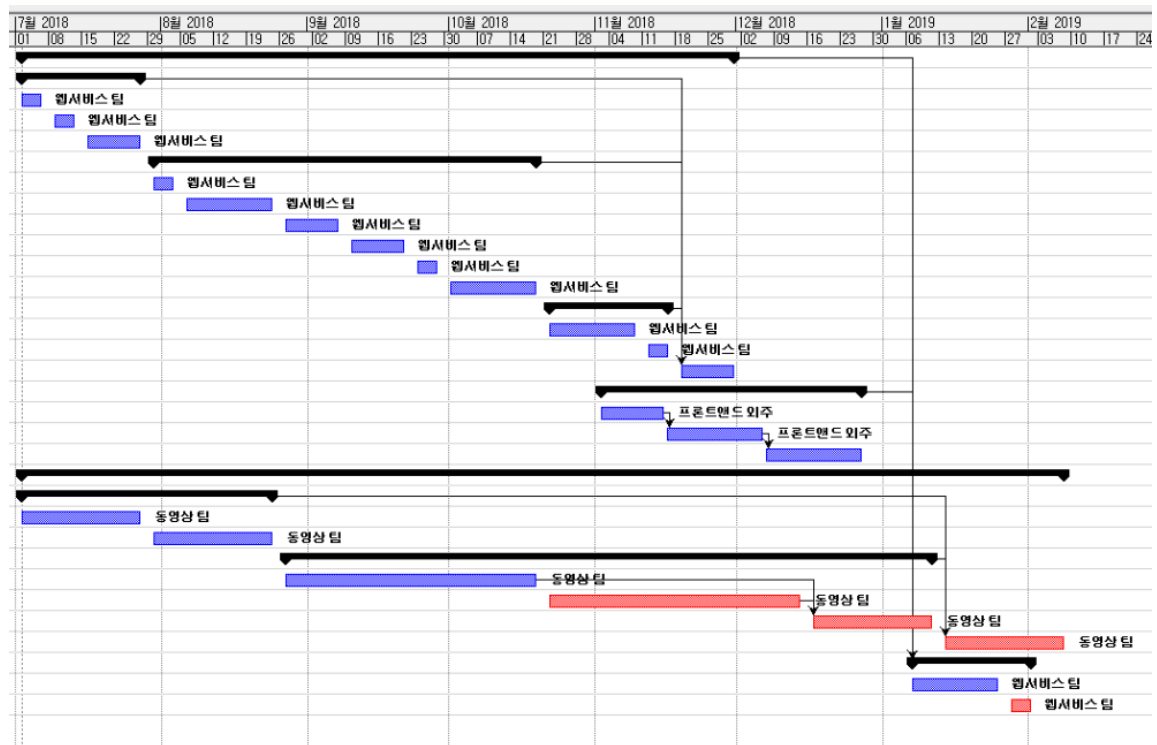 7월 2018 8월 2018 9월 2018 10월 2018 11월 2018 12월 2018 1월 2019 2월 2019
01 08 15 22 29 05 12 19 26 02 09 16 23 30 07 14 21 28 04 11 18 25 02 09 16 23 30 06 13 20 27 03 10 17 24
웹서비스 팀
웹서비스 팀
웹서비스 팀
웹서비스 팀
웹서비스 팀
웹서비스 팀
웹서비스 팀
웹서비스 팀
웹서비스 팀
웹서비스 팀
웹서비스 팀
프론트앤드 외주
프론트앤드 외주
동영상 팀
동영상 팀
동영상 팀
동영상 팀
동영상 팀
동영상 팀
웹서비스 팀
웹서비스 팀